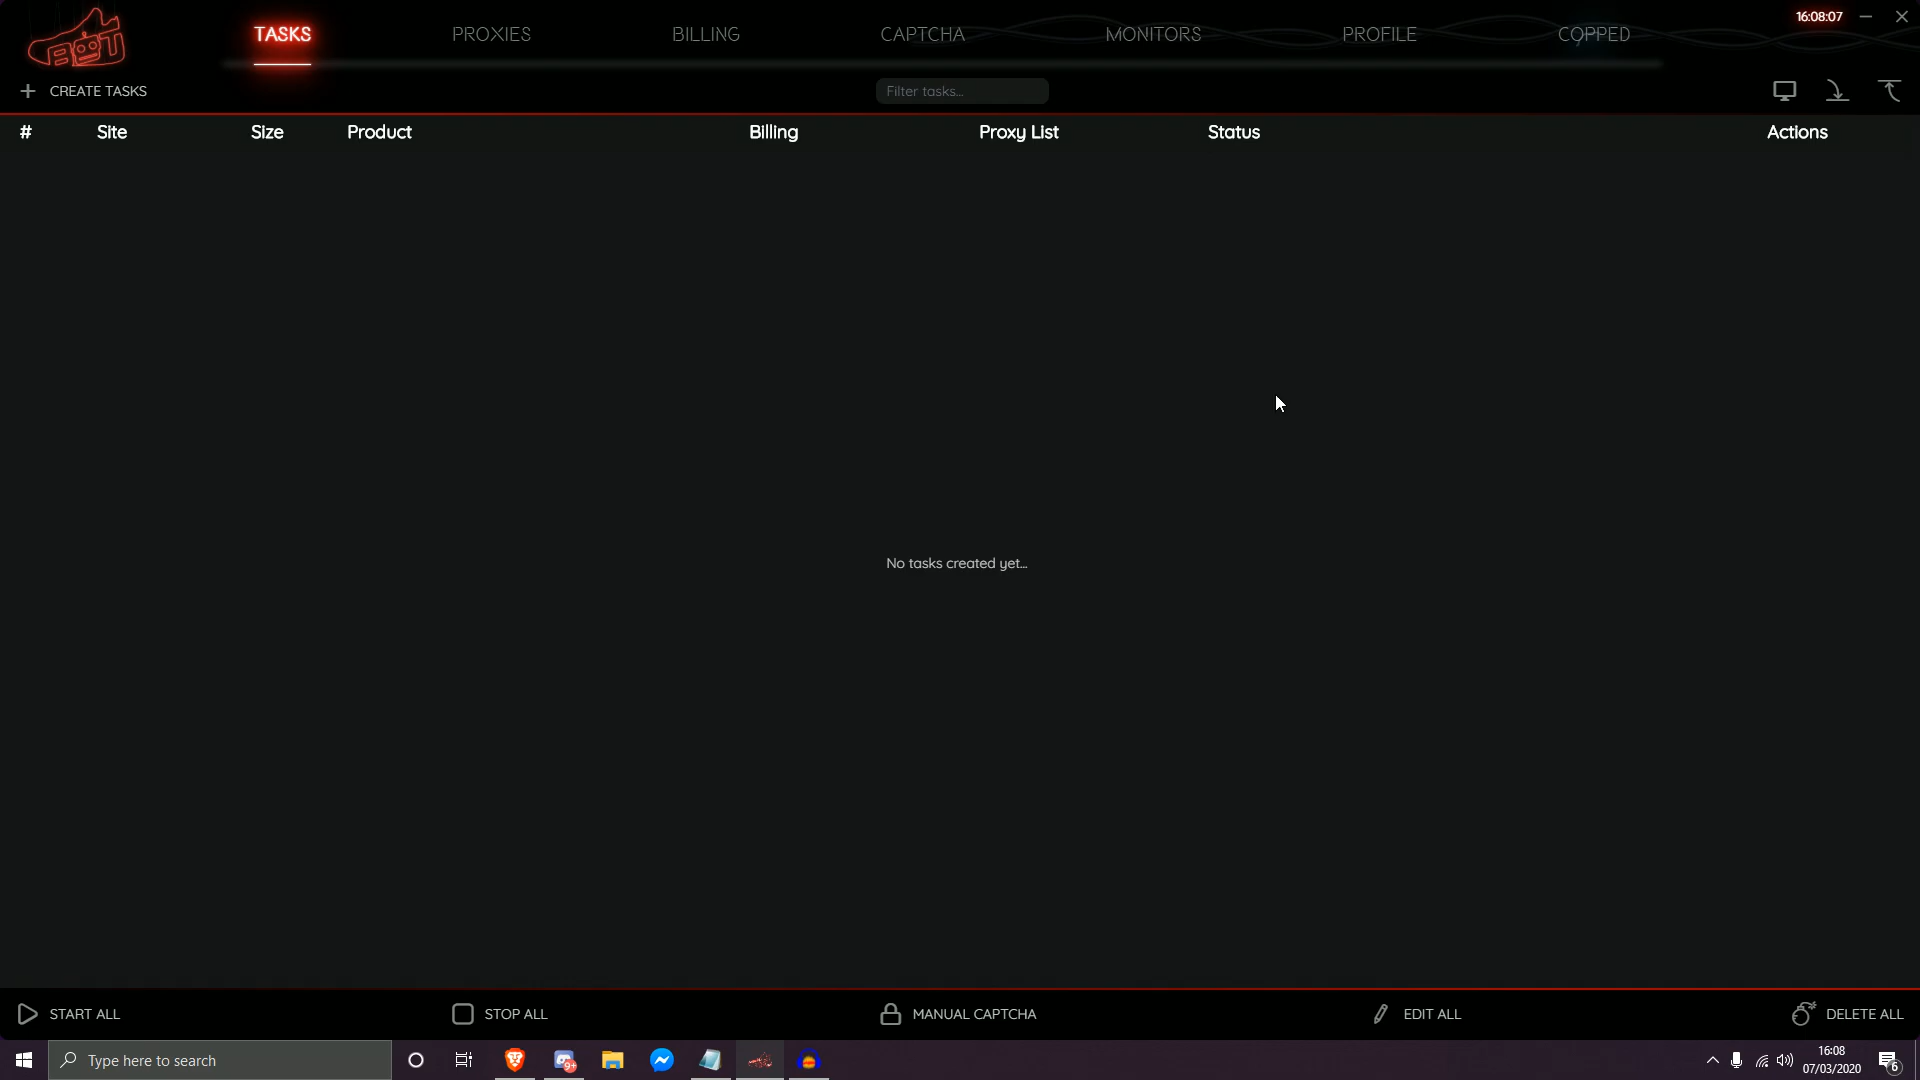 TASKS PROXIES BILLING CAPTCHA MONITORS PROFILE COPPED 16:08:07
CREATE TASKS Filter tasks...
# Site Size Product Billing Proxy List Status Actions
No tasks created yet...
START ALL STOP ALL MANUAL CAPTCHA EDIT ALL DELETE ALL
Type here to search 9+ 16:08
07/03/2020 6